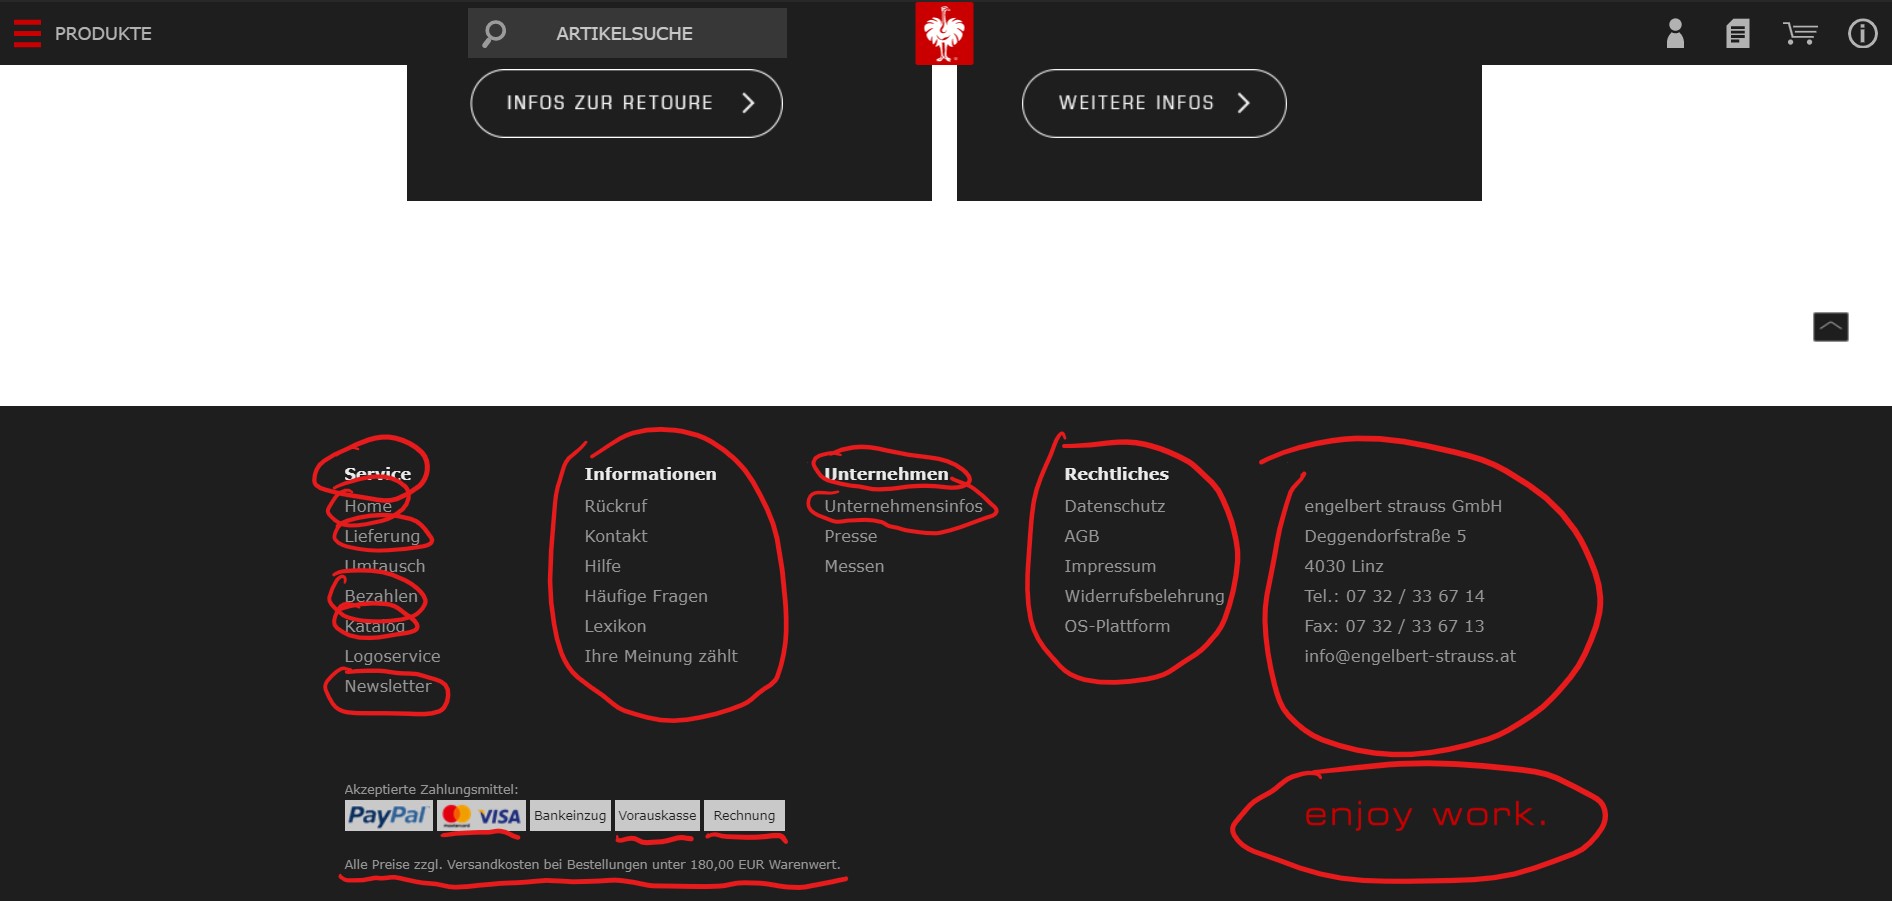 PRODUKTE
ARTIKELSUCHE
INFOS ZUR RETOURE
WEITERE INFOS
Service
Home
Lieferung
Umtausch
Bezahlen
Katalog
Logoservice
Newsletter
Informationen
Rückruf
Kontakt
Hilfe
Häufige Fragen
Lexikon
Ihre Meinung zählt
Unternehmen
Unternehmensinfos
Presse
Messen
Rechtliches
Datenschutz
AGB
Impressum
Widerrufsbelehrung
OS-Plattform
engelbert strauss GmbH
Deggendorfstraße 5
4030 Linz
Tel.: 07 32 / 33 67 14
Fax: 07 32 / 33 67 13
info@engelbert-strauss.at
Akzeptierte Zahlungsmittel:
PayPal mastercard VISA Bankeinzug Vorauskasse Rechnung
enjoy work.
Alle Preise zzgl. Versandkosten bei Bestellungen unter 180,00 EUR Warenwert.